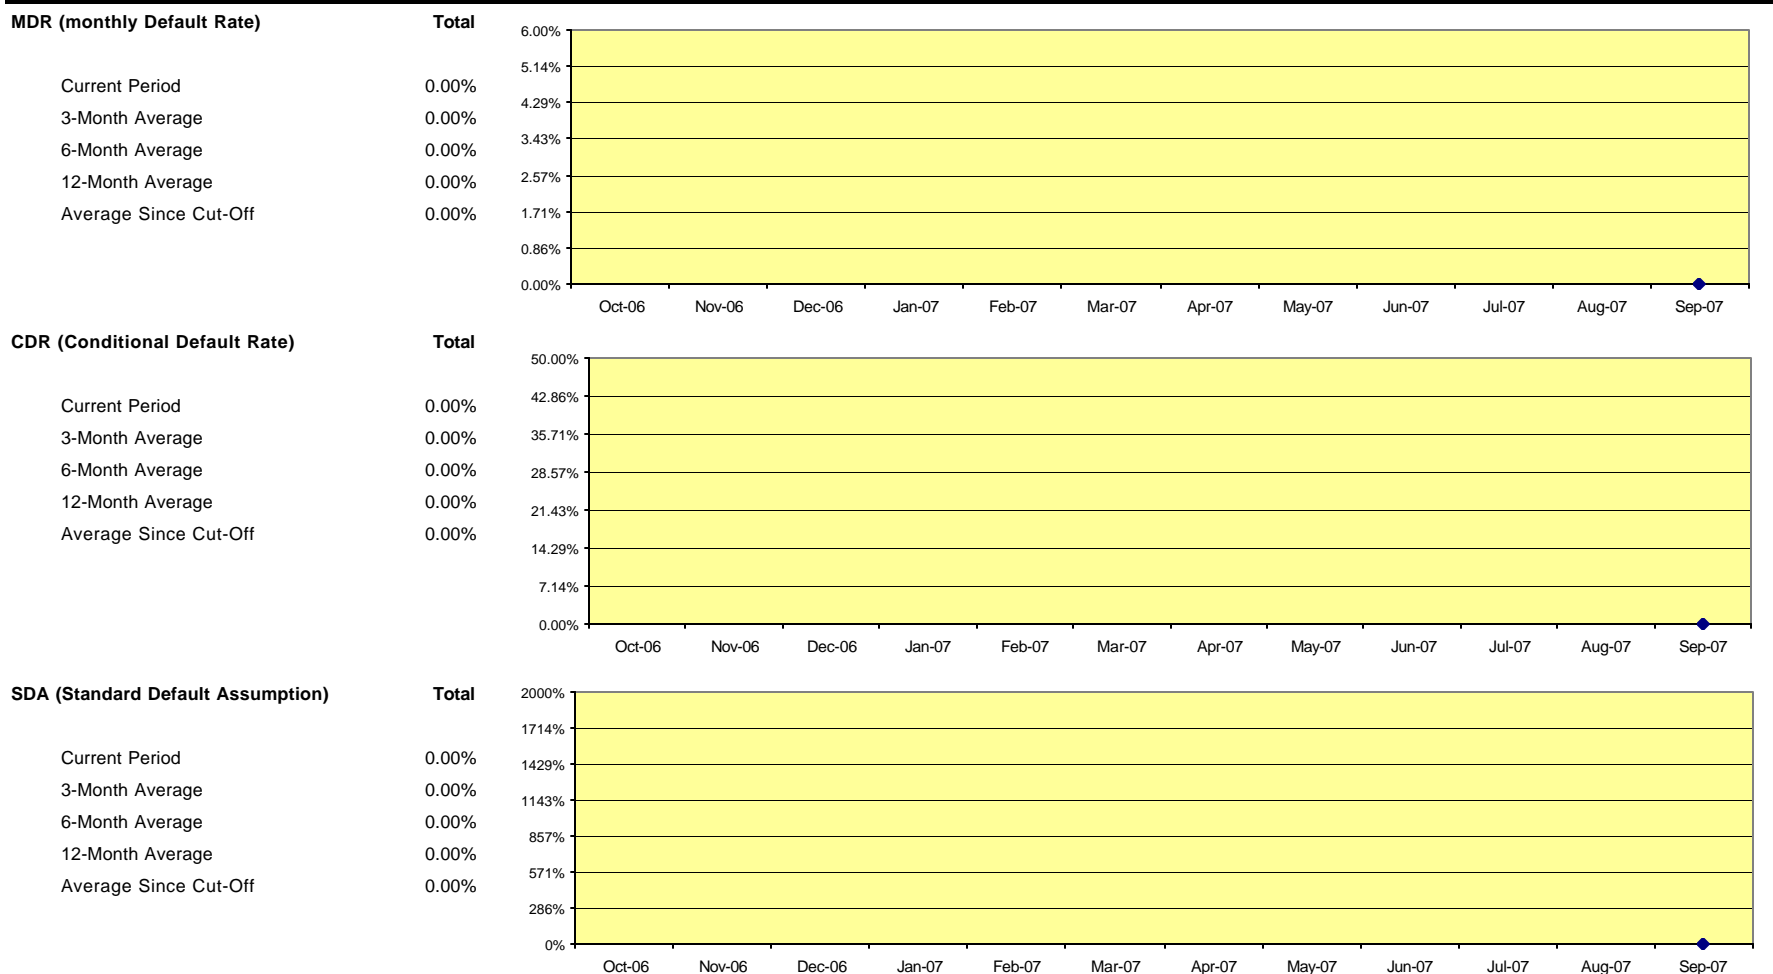 MDR (monthly Default Rate) Total
Current Period 0.00%
3-Month Average 0.00%
6-Month Average 0.00%
12-Month Average 0.00%
Average Since Cut-Off 0.00%
6.00%
5.14%
4.29%
3.43%
2.57%
1.71%
0.86%
0.00%
Oct-06 Nov-06 Dec-06 Jan-07 Feb-07 Mar-07 Apr-07 May-07 Jun-07 Jul-07 Aug-07 Sep-07
CDR (Conditional Default Rate) Total
Current Period 0.00%
3-Month Average 0.00%
6-Month Average 0.00%
12-Month Average 0.00%
Average Since Cut-Off 0.00%
50.00%
42.86%
35.71%
28.57%
21.43%
14.29%
7.14%
0.00%
Oct-06 Nov-06 Dec-06 Jan-07 Feb-07 Mar-07 Apr-07 May-07 Jun-07 Jul-07 Aug-07 Sep-07
SDA (Standard Default Assumption) Total
Current Period 0.00%
3-Month Average 0.00%
6-Month Average 0.00%
12-Month Average 0.00%
Average Since Cut-Off 0.00%
2000%
1714%
1429%
1143%
857%
571%
286%
0%
Oct-06 Nov-06 Dec-06 Jan-07 Feb-07 Mar-07 Apr-07 May-07 Jun-07 Jul-07 Aug-07 Sep-07